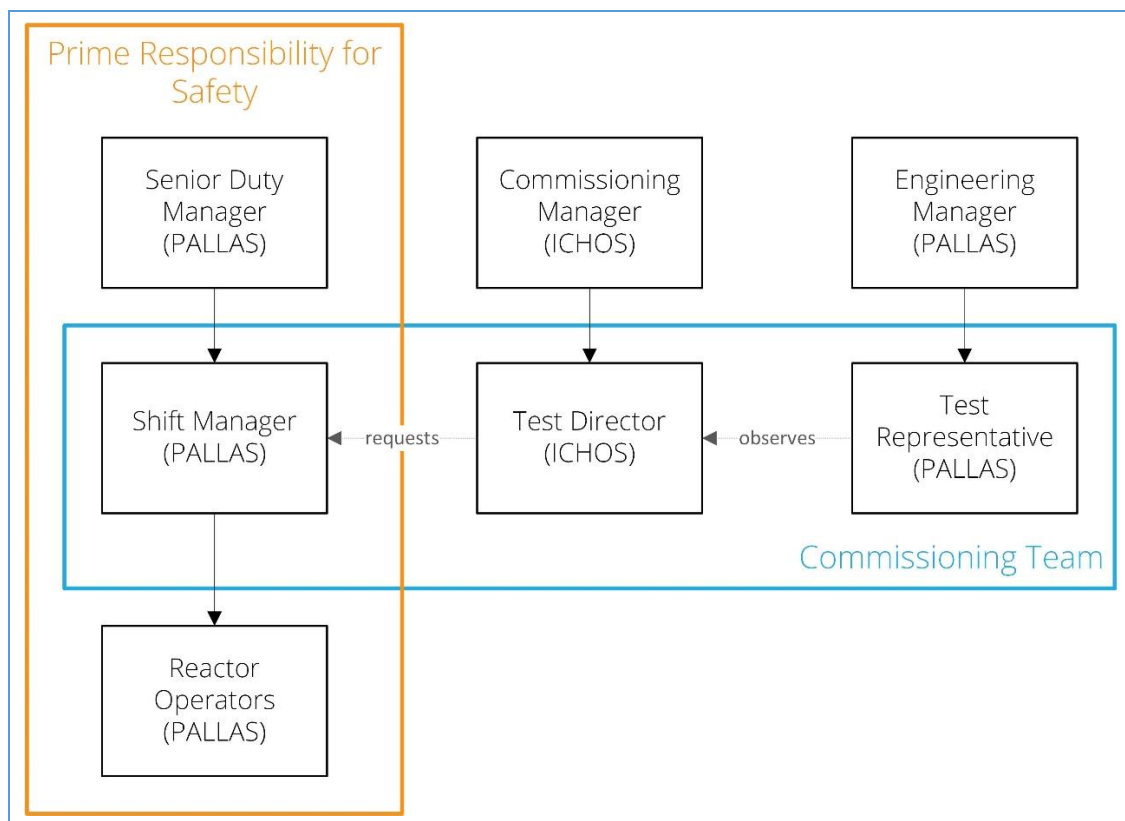 Prime Responsibility for
Safety
Senior Duty
Manager
(PALLAS)
Commissioning
Manager
(ICHOS)
Engineering
Manager
(PALLAS)
Shift Manager
(PALLAS)
requests
Test Director
(ICHOS)
observes
Test
Representative
(PALLAS)
Commissioning Team
Reactor
Operators
(PALLAS)